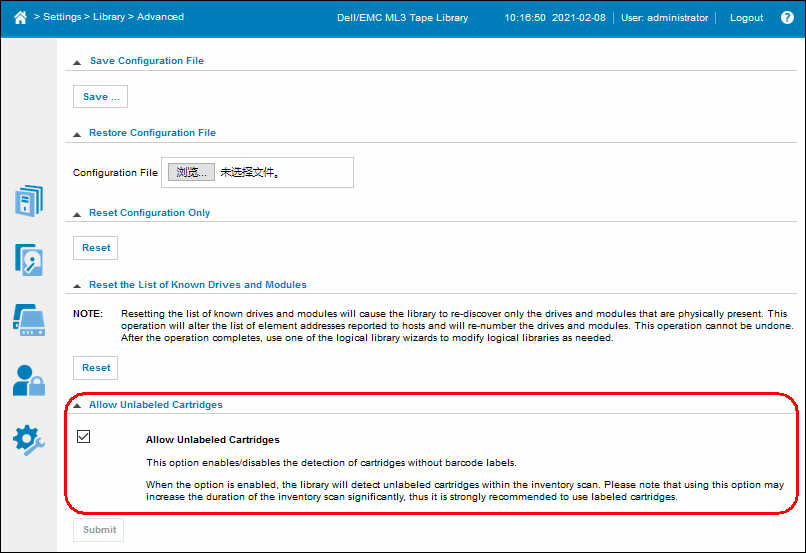 > Settings > Library > Advanced Dell/EMC ML3 Tape Library 10:16:50 2021-02-08 User: administrator Logout ?
Save Configuration File
Save ...
Restore Configuration File
Configuration File 浏览... 未选择文件。
Reset Configuration Only
Reset
Reset the List of Known Drives and Modules
NOTE: Resetting the list of known drives and modules will cause the library to re-discover only the drives and modules that are physically present. This
operation will alter the list of element addresses reported to hosts and will re-number the drives and modules. This operation cannot be undone.
After the operation completes, use one of the logical library wizards to modify logical libraries as needed.
Reset
Allow Unlabeled Cartridges
Allow Unlabeled Cartridges
This option enables/disables the detection of cartridges without barcode labels.
When the option is enabled, the library will detect unlabeled cartridges within the inventory scan. Please note that using this option may
increase the duration of the inventory scan significantly, thus it is strongly recommended to use labeled cartridges.
Submit